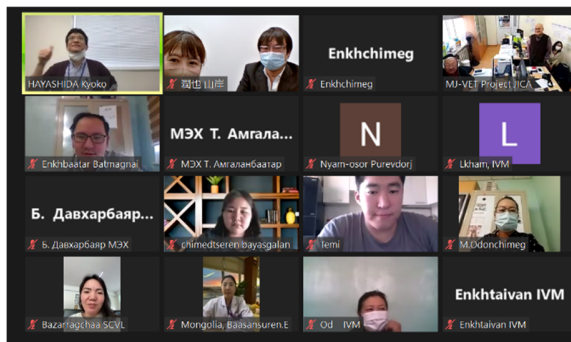 HAYASHIDA Kyoko
潤也 山岸
Enkhchimeg
Enkhchimeg
MJ-VET Project JICA
Enkhbaatar Batmagnai
МЭХ Т. Амгала...
МЭХ Т. Амгаланбаатар
N
Nyam-osor Purevdorj
L
Lkham, IVM
Б. Давхарбаяр...
Б. Давхарбаяр МЭХ
chimedtseren bayasgalan
Temi
M.Odonchimeg
Bazarragchaa SCVL
Mongolia, Baasansuren.E
Od IVM
Enkhtaivan IVM
Enkhtaivan IVM